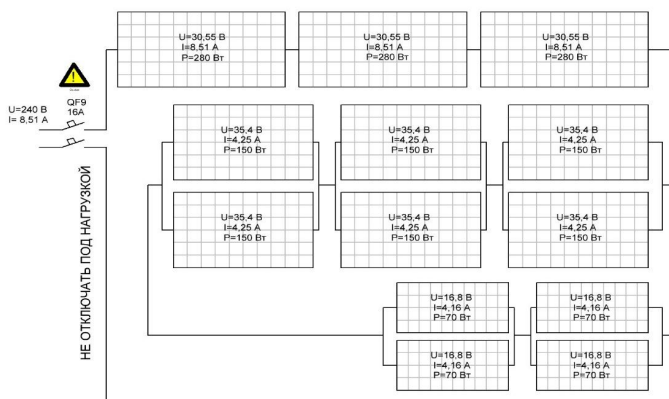 U=30,55 В
I=8,51 А
P=280 Вт
U=30,55 В
I=8,51 А
P=280 Вт
U=30,55 В
I=8,51 А
P=280 Вт
QF9
16А
U=240 В
I= 8,51 А
НЕ ОТКЛЮЧАТЬ ПОД НАГРУЗКОЙ
U=35,4 В
I=4,25 А
P=150 Вт
U=35,4 В
I=4,25 А
P=150 Вт
U=35,4 В
I=4,25 А
P=150 Вт
U=35,4 В
I=4,25 А
P=150 Вт
U=35,4 В
I=4,25 А
P=150 Вт
U=35,4 В
I=4,25 А
P=150 Вт
U=16,8 В
I=4,16 А
P=70 Вт
U=16,8 В
I=4,16 А
P=70 Вт
U=16,8 В
I=4,16 А
P=70 Вт
U=16,8 В
I=4,16 А
P=70 Вт